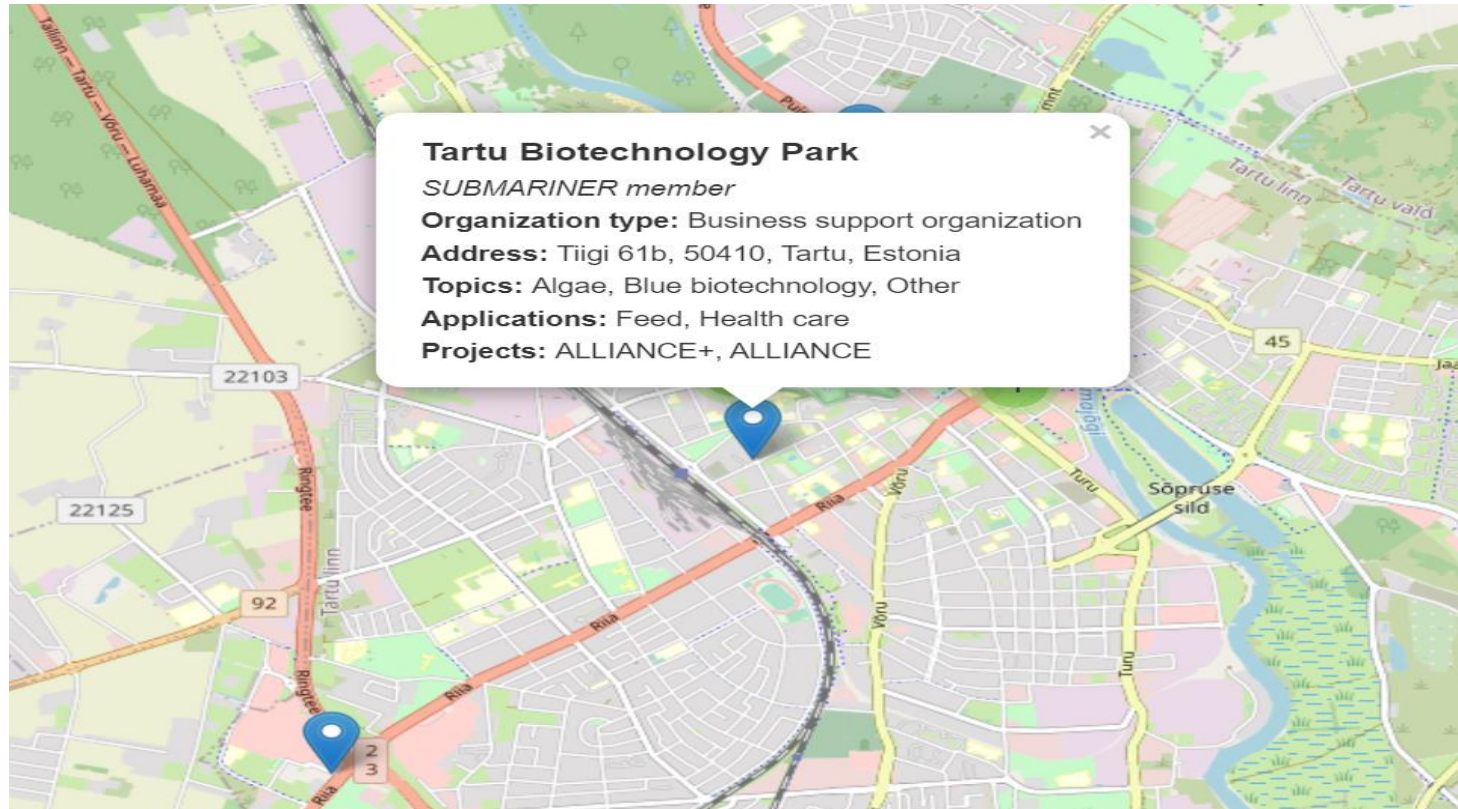 Tallinn — Tartu — Võru — Luhamaa
Tartu Biotechnology Park
SUBMARINER member
Organization type: Business support organization
Address: Tiigi 61b, 50410, Tartu, Estonia
Topics: Algae, Blue biotechnology, Other
Applications: Feed, Health care
Projects: ALLIANCE+, ALLIANCE
×
Tartu linn
Tartu vald
45
22103
22125
Ringtee
Tartu linn
92
Ringtee
Riia
Riia
Riia
Riia
Võru
Võru
Turu
Turu
Sõpruse
sild
2
3